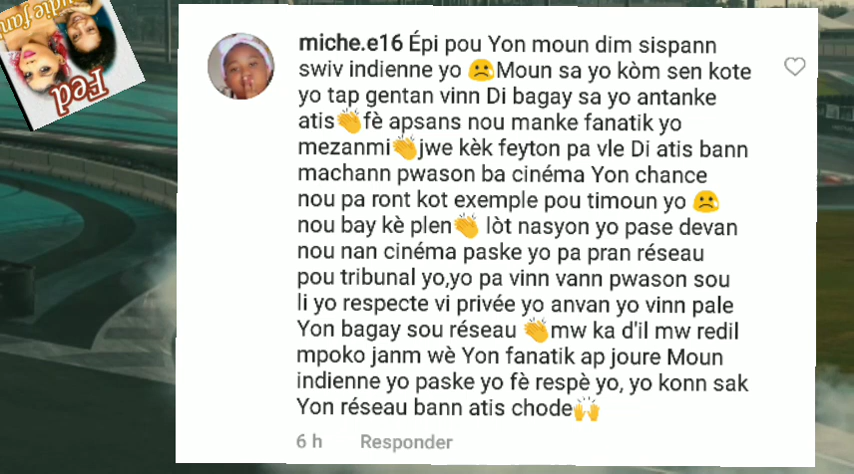 udie fan
Fed
miche.e16 Épi pou Yon moun dim sispann
swiv indienne yo ☹️Moun sa yo kòm sen kote
yo tap gentan vinn Di bagay sa yo antanke
atis👏fè apsans nou manke fanatik yo
mezanmi👏jwe kèk feyton pa vle Di atis bann
machann pwason ba cinéma Yon chance
nou pa ront kot exemple pou timoun yo ☹️
nou bay kè plen👏 lòt nasyon yo pase devan
nou nan cinéma paske yo pa pran réseau
pou tribunal yo,yo pa vinn vann pwason sou
li yo respecte vi privée yo anvan yo vinn pale
Yon bagay sou réseau 👏mw ka d'il mw redil
mpoko janm wè Yon fanatik ap joure Moun
indienne yo paske yo fè respè yo, yo konn sak
Yon réseau bann atis chode🙌
6 h Responder